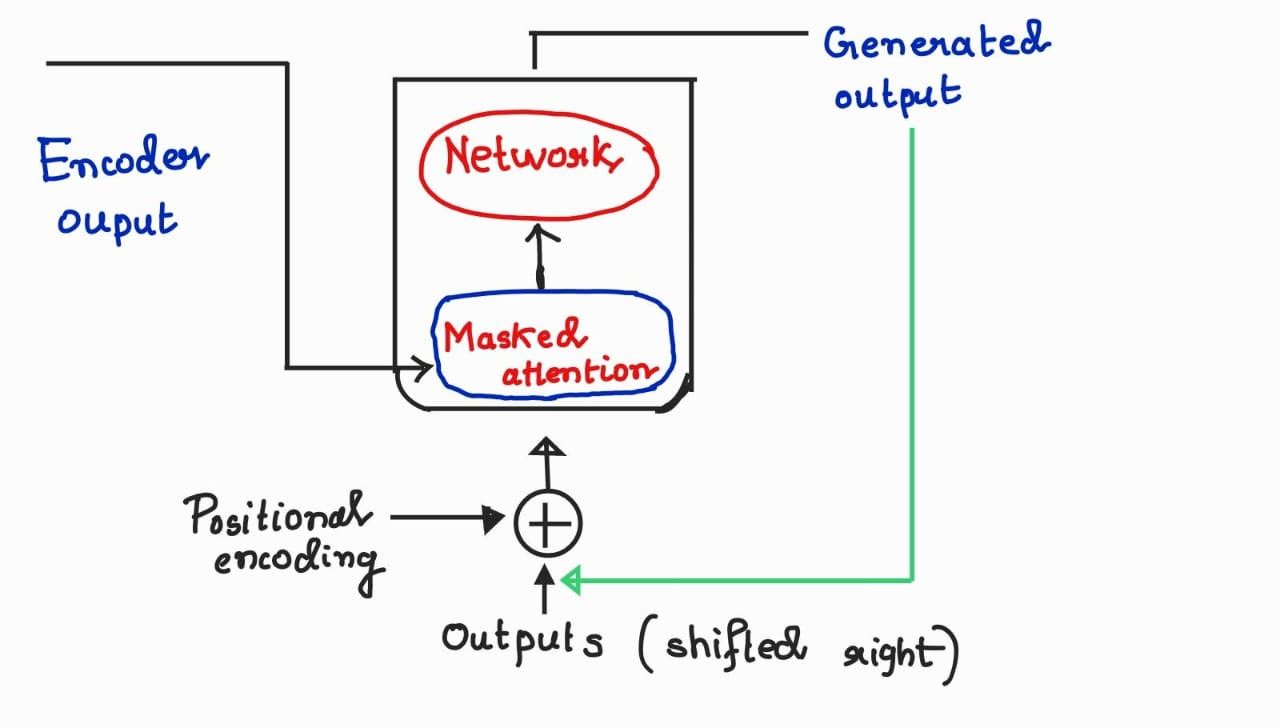 Generated
output
Network
Encoder
ouput
Masked
attention
Positional
encoding
Outputs (shifted right)